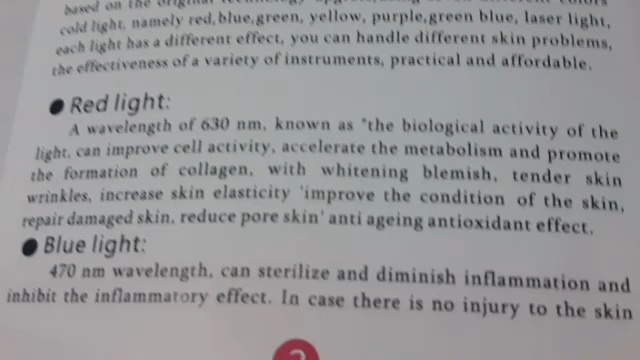 based on the original
cold light, namely red,blue,green, yellow, purple,green blue, laser light,
each light has a different effect, you can handle different skin problems,
the effectiveness of a variety of instruments, practical and affordable.
Red light:
A wavelength of 630 nm, known as "the biological activity of the
light, can improve cell activity, accelerate the metabolism and promote
the formation of collagen, with whitening blemish, tender skin
wrinkles, increase skin elasticity 'improve the condition of the skin,
repair damaged skin, reduce pore skin' anti ageing antioxidant effect.
Blue light:
470 nm wavelength, can sterilize and diminish inflammation and
inhibit the inflammatory effect. In case there is no injury to the skin